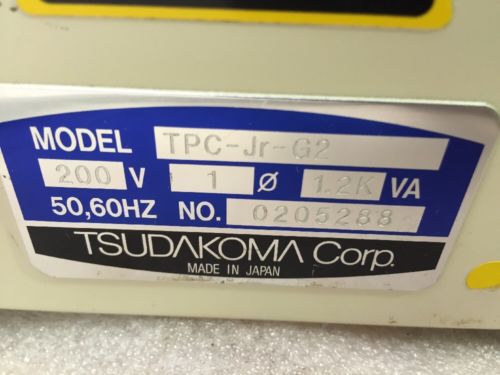 MODEL TPC-Jr-G2
200 V 1 Ø 1.2K VA
50,60HZ NO. 0205288
TSUDAKOMA Corp.
MADE IN JAPAN